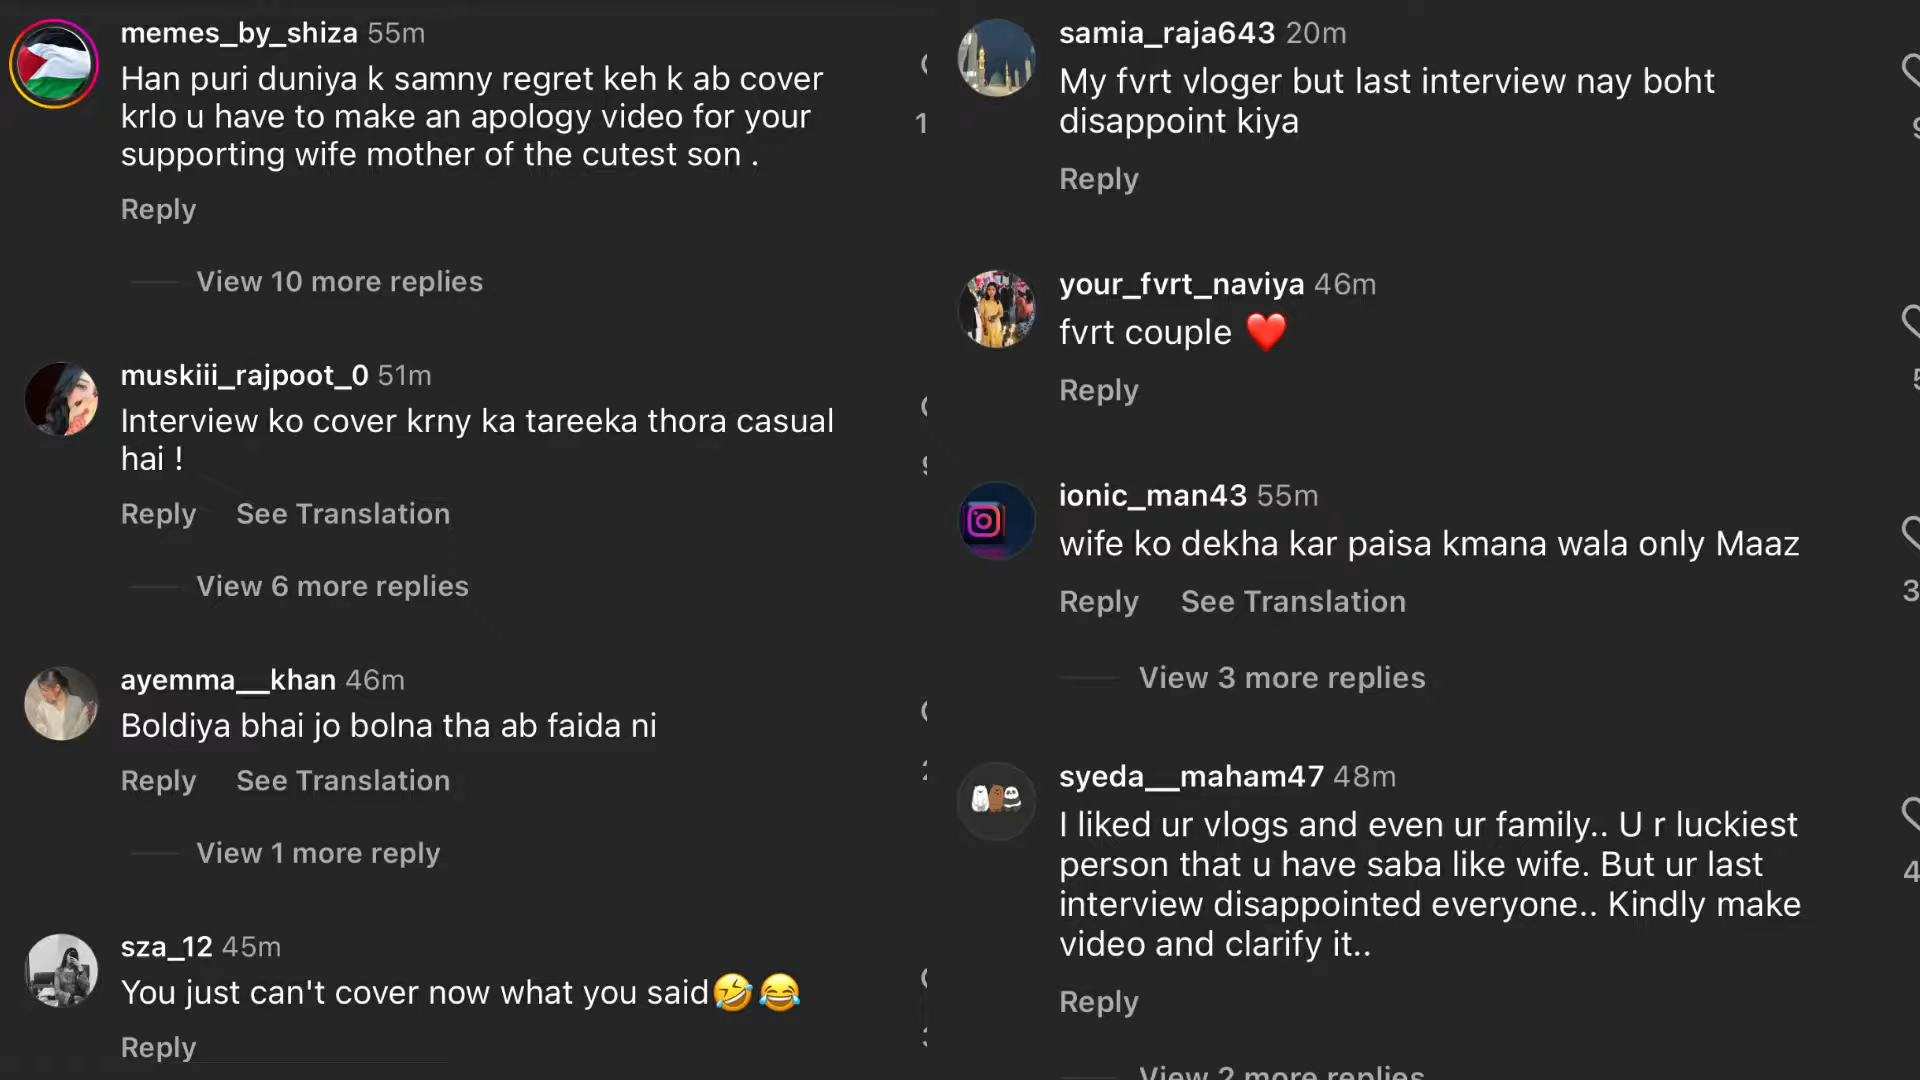 memes_by_shiza 55m
Han puri duniya k samny regret keh k ab cover
krlo u have to make an apology video for your
supporting wife mother of the cutest son .
1
Reply
View 10 more replies
muskiii_rajpoot_0 51m
Interview ko cover krny ka tareeka thora casual
hai !
Reply See Translation
View 6 more replies
ayemma__khan 46m
Boldiya bhai jo bolna tha ab faida ni
Reply See Translation
View 1 more reply
sza_12 45m
You just can't cover now what you said🤣😂
Reply
samia_raja643 20m
My fvrt vloger but last interview nay boht
disappoint kiya
Reply
your_fvrt_naviya 46m
fvrt couple ❤️
Reply
ionic_man43 55m
wife ko dekha kar paisa kmana wala only Maaz
Reply See Translation
3
View 3 more replies
syeda__maham47 48m
I liked ur vlogs and even ur family.. U r luckiest
person that u have saba like wife. But ur last
interview disappointed everyone.. Kindly make
video and clarify it..
4
Reply
View 2 more replies